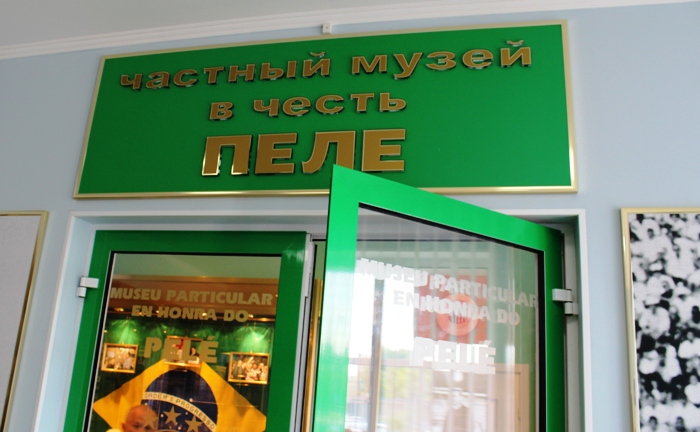 частный музей
в честь
ПЕЛЕ
MUSEU PARTICULAR
EN HONRA DO
PELÉ
MUSEU PARTICULAR
EN HONRA DO
PELÉ